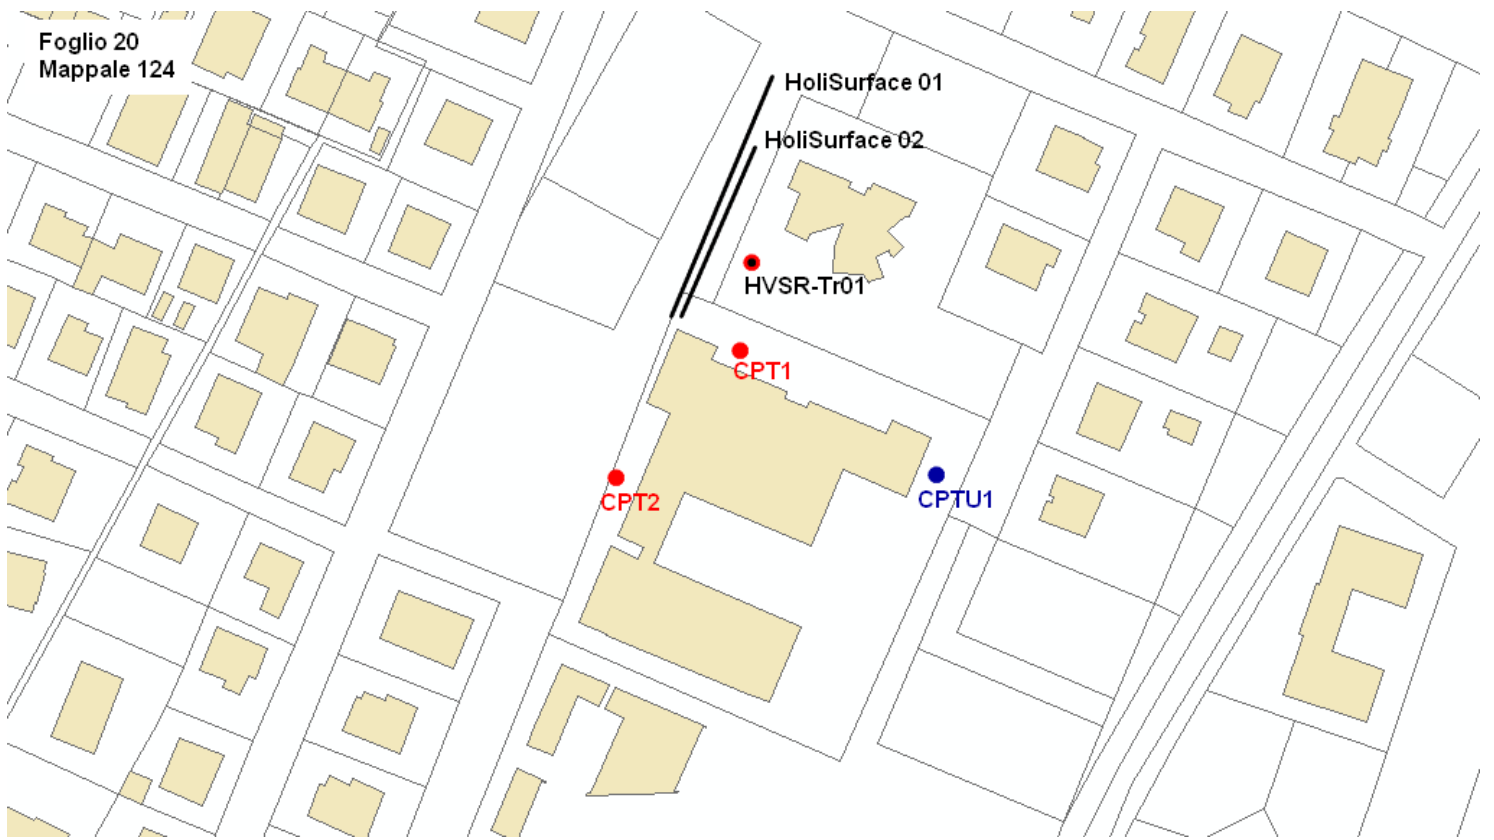 Foglio 20
Mappale 124
HoliSurface 01
HoliSurface 02
HVSR-Tr01
CPT1
CPT2
CPTU1